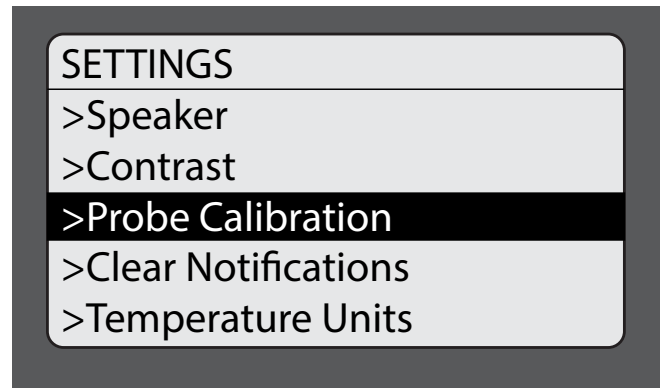 SETTINGS
>Speaker
>Contrast
>Probe Calibration
>Clear Notifications
>Temperature Units